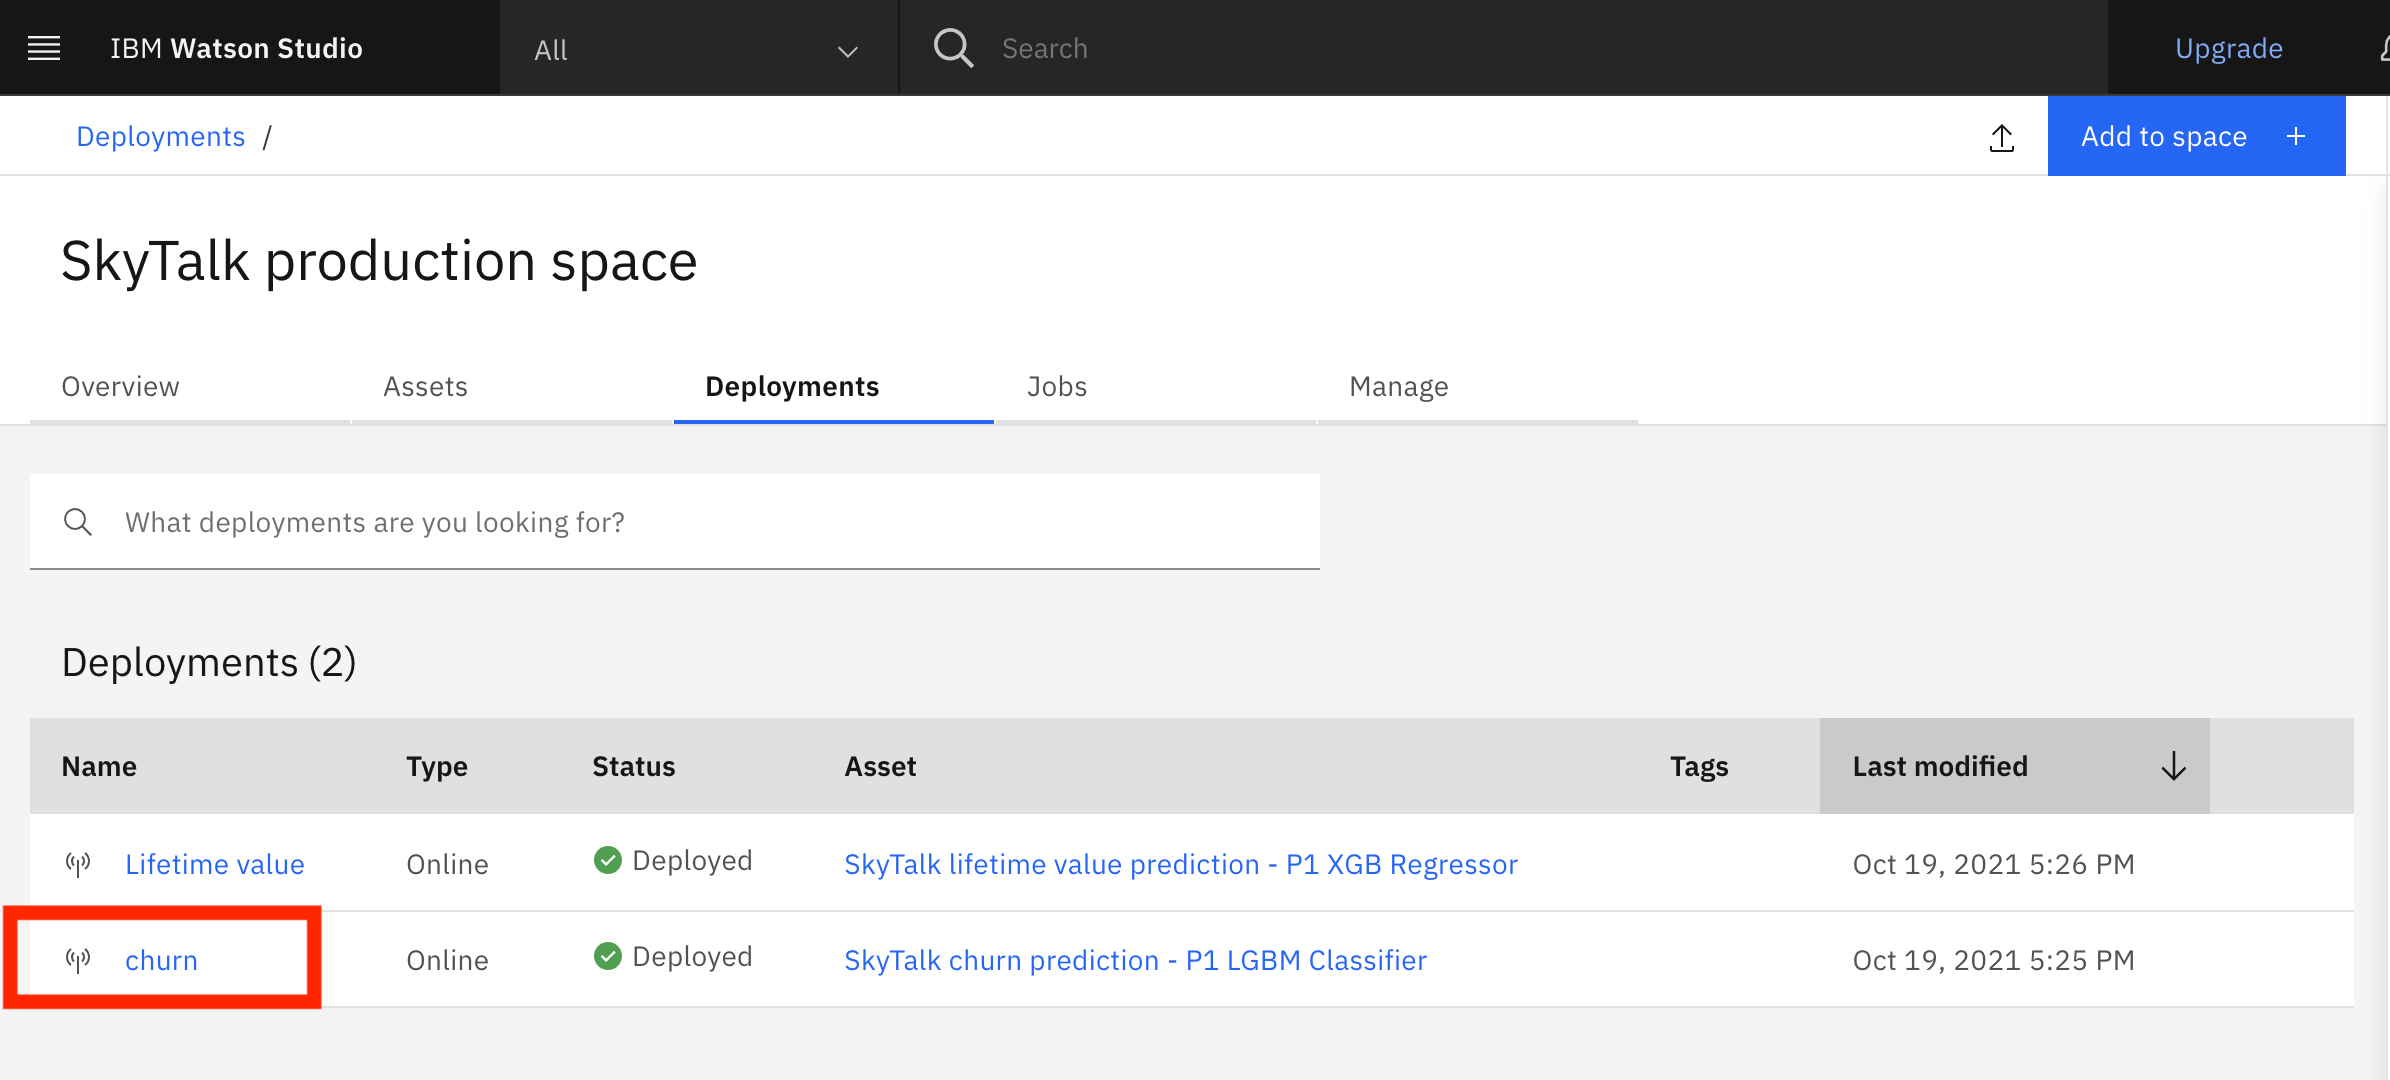 IBM Watson Studio All Search Upgrade
Deployments / Add to space +
SkyTalk production space
Overview Assets Deployments Jobs Manage
What deployments are you looking for?
Deployments (2)
Name Type Status Asset Tags Last modified
Lifetime value Online Deployed SkyTalk lifetime value prediction - P1 XGB Regressor Oct 19, 2021 5:26 PM
churn Online Deployed SkyTalk churn prediction - P1 LGBM Classifier Oct 19, 2021 5:25 PM